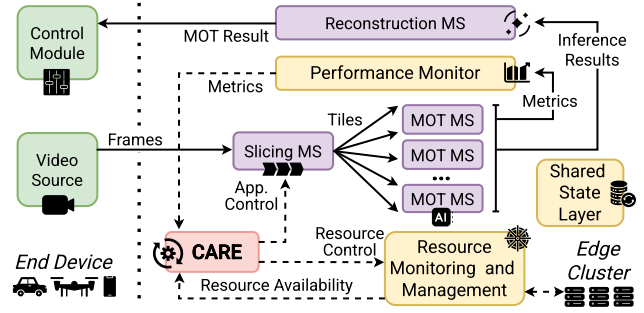 Control
Module
MOT Result
Reconstruction MS
Inference
Results
Performance Monitor
Metrics
Metrics
Frames
Tiles
Video
Source
Slicing MS
MOT MS
MOT MS
...
MOT MS
AI
App.
Control
Shared
State
Layer
CARE
Resource
Control
Resource
Monitoring and
Management
Resource Availability
End Device
Edge
Cluster